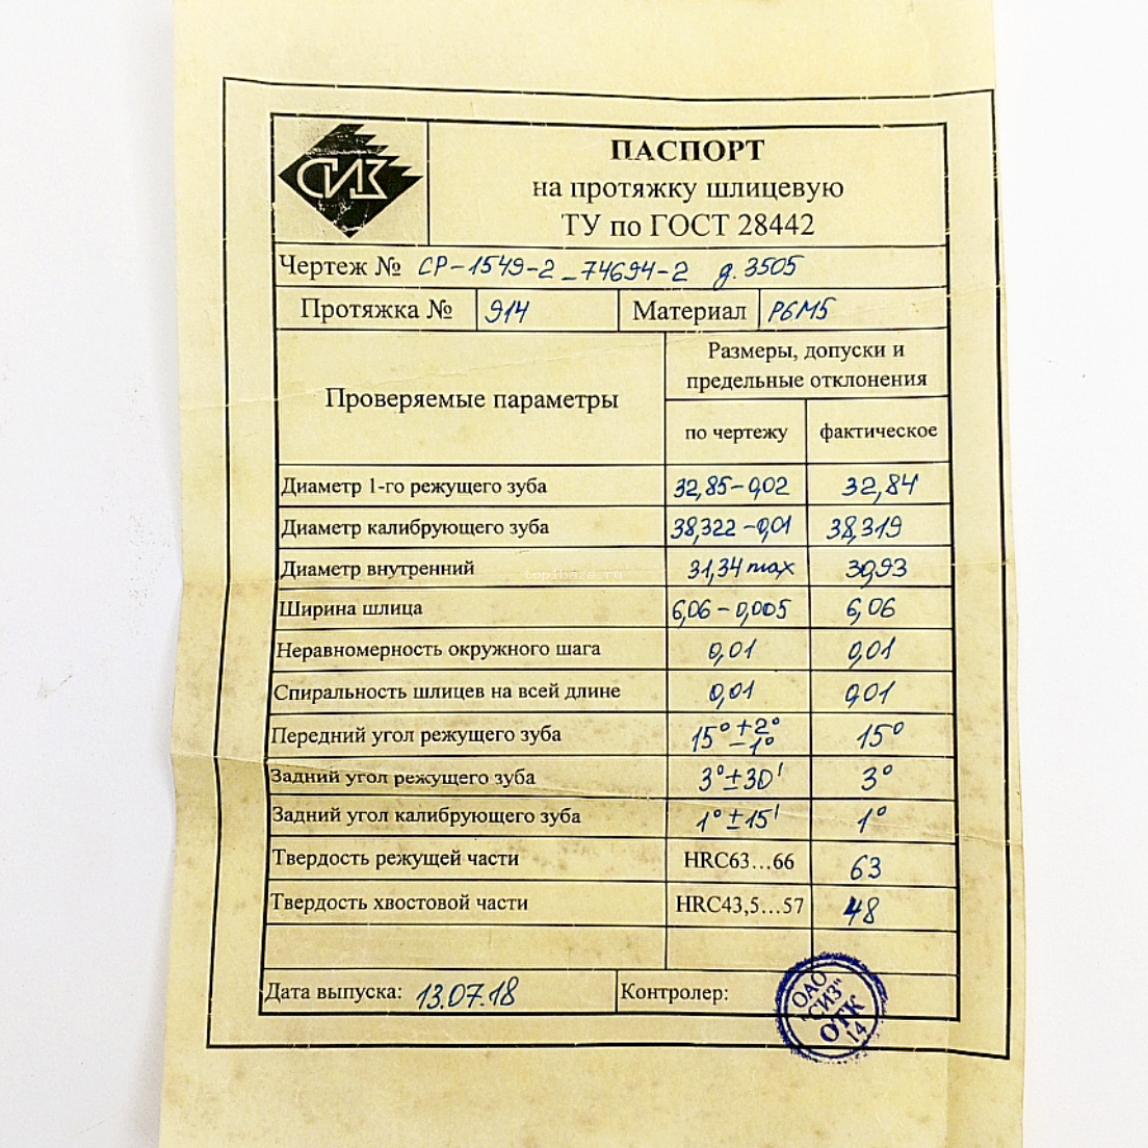 СИЗ
ПАСПОРТ
на протяжку шлицевую
ТУ по ГОСТ 28442
Чертеж № СР-1549-2_74694-2 д.3505
Протяжка № 914 Материал Р6М5
Проверяемые параметры
Размеры, допуски и
предельные отклонения
по чертежу фактическое
Диаметр 1-го режущего зуба 32,85-0,02 32,84
Диаметр калибрующего зуба 38,322-0,01 38,319
Диаметр внутренний 31,34 max 30,93
Ширина шлица 6,06-0,005 6,06
Неравномерность окружного шага 0,01 0,01
Спиральность шлицев на всей длине 0,01 0,01
Передний угол режущего зуба 15° +2° -1° 15°
Задний угол режущего зуба 3°±30' 3°
Задний угол калибрующего зуба 1°±15' 1°
Твердость режущей части HRC63...66 63
Твердость хвостовой части HRC43,5...57 48
Дата выпуска: 13.07.18 Контролер:
ОАО
"СИЗ"
ОТК
14